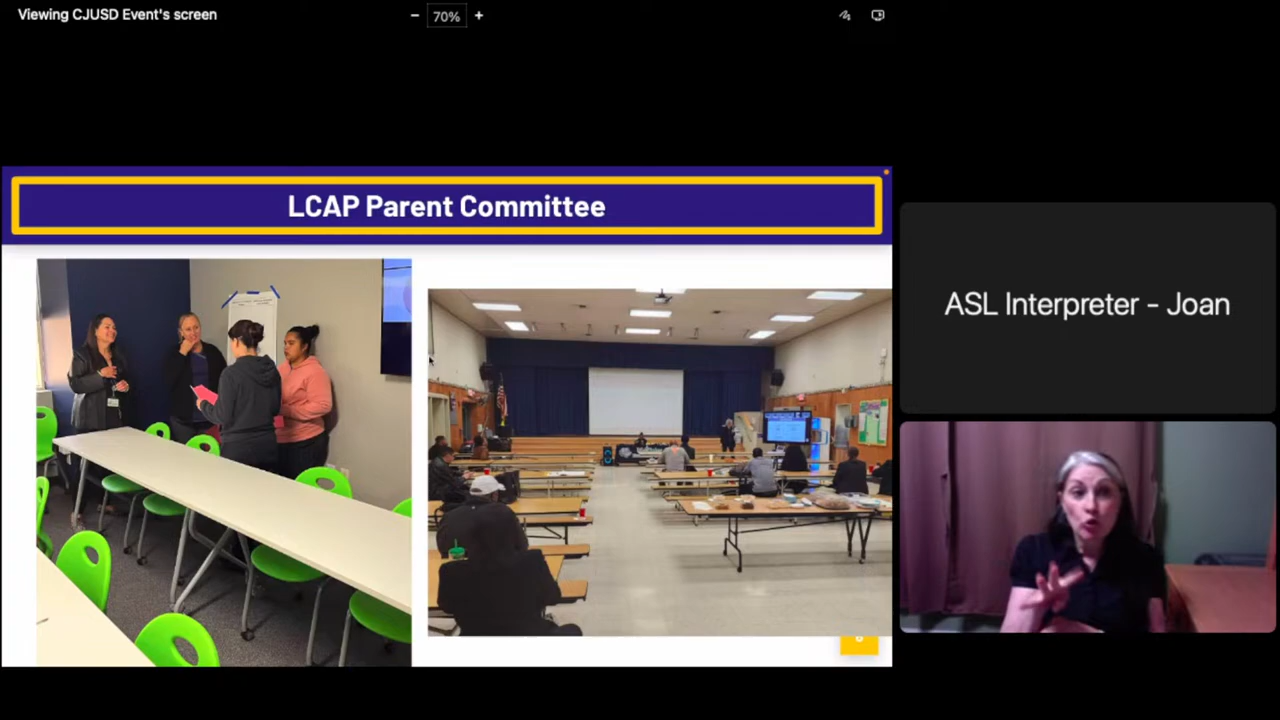 Viewing CJUSD Event's screen
70%
LCAP Parent Committee
ASL Interpreter - Joan